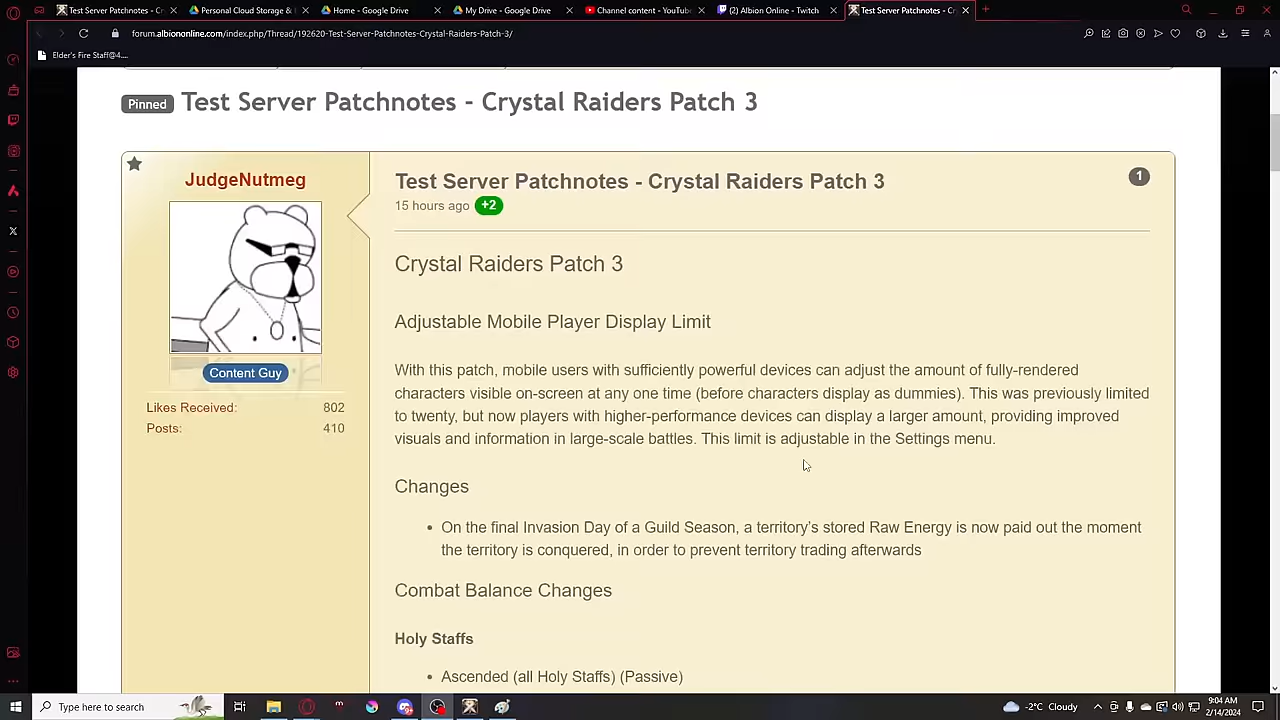 Test Server Patchnotes - Cr
Personal Cloud Storage &
Home - Google Drive
My Drive - Google Drive
Channel content - YouTub
(2) Albion Online - Twitch
Test Server Patchnotes - Cr
forum.albiononline.com/index.php/Thread/192620-Test-Server-Patchnotes-Crystal-Raiders-Patch-3/
Elder's Fire Staff@4....
Pinned Test Server Patchnotes - Crystal Raiders Patch 3
JudgeNutmeg
Content Guy
Likes Received: 802
Posts: 410
Test Server Patchnotes - Crystal Raiders Patch 3
1
15 hours ago +2
Crystal Raiders Patch 3
Adjustable Mobile Player Display Limit
With this patch, mobile users with sufficiently powerful devices can adjust the amount of fully-rendered
characters visible on-screen at any one time (before characters display as dummies). This was previously limited
to twenty, but now players with higher-performance devices can display a larger amount, providing improved
visuals and information in large-scale battles. This limit is adjustable in the Settings menu.
Changes
• On the final Invasion Day of a Guild Season, a territory's stored Raw Energy is now paid out the moment
the territory is conquered, in order to prevent territory trading afterwards
Combat Balance Changes
Holy Staffs
• Ascended (all Holy Staffs) (Passive)
Type here to search
-2°C Cloudy
9:04 AM
2/14/2024